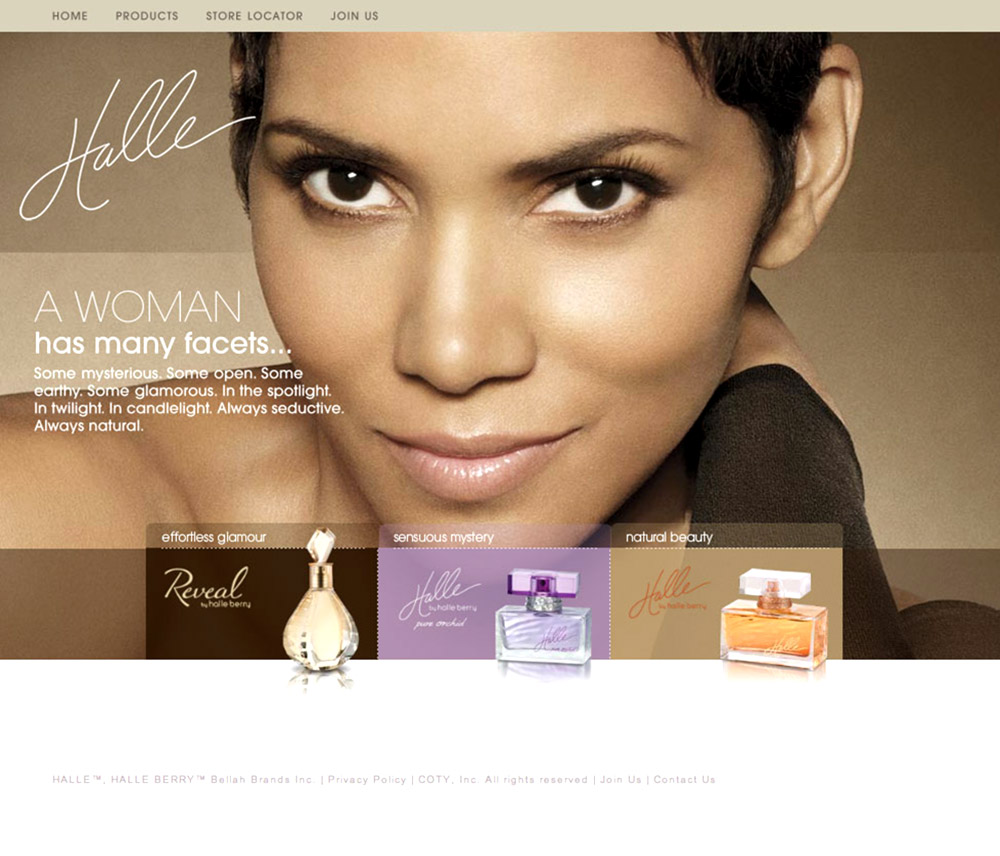 HOME PRODUCTS STORE LOCATOR JOIN US
Halle
A WOMAN
has many facets...
Some mysterious. Some open. Some
earthy. Some glamorous. In the spotlight.
In twilight. In candlelight. Always seductive.
Always natural.
effortless glamour
Reveal
by halle berry
sensuous mystery
Halle
by halle berry
pure orchid
Halle
natural beauty
Halle
by halle berry
Halle
HALLE™, HALLE BERRY™ Bellah Brands Inc. | Privacy Policy | COTY, Inc. All rights reserved | Join Us | Contact Us